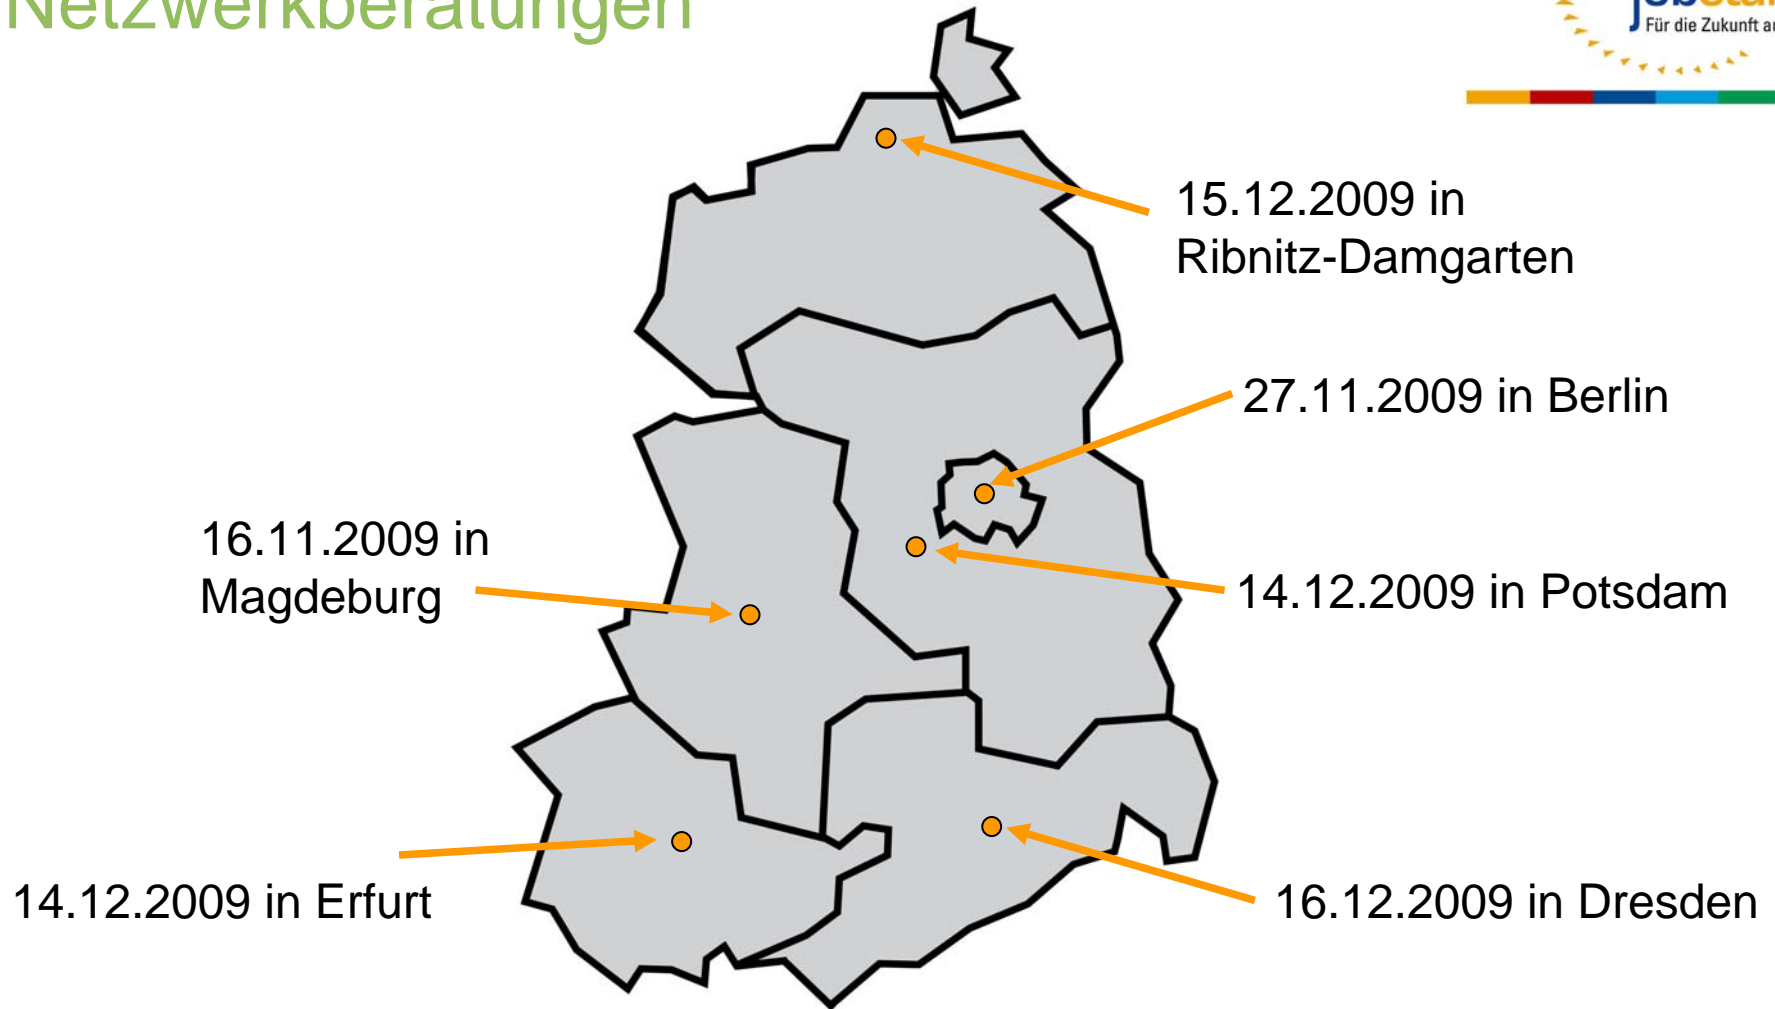 Netzwerkberatungen
Für die Zukunft
15.12.2009 in
Ribnitz-Damgarten
27.11.2009 in Berlin
16.11.2009 in
Magdeburg
14.12.2009 in Potsdam
14.12.2009 in Erfurt
16.12.2009 in Dresden